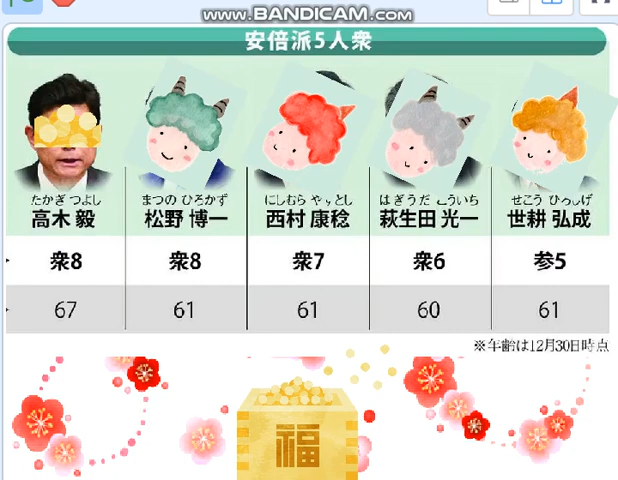 www.BANDICAM.com
安倍派5人衆
たかぎ つよし まつの ひろかず にしむら やすとし はぎうだ こういち せこう ひろしげ
高木 毅 松野 博一 西村 康稔 萩生田 光一 世耕 弘成
衆8 衆8 衆7 衆6 参5
67 61 61 60 61
※年齢は12月30日時点
福